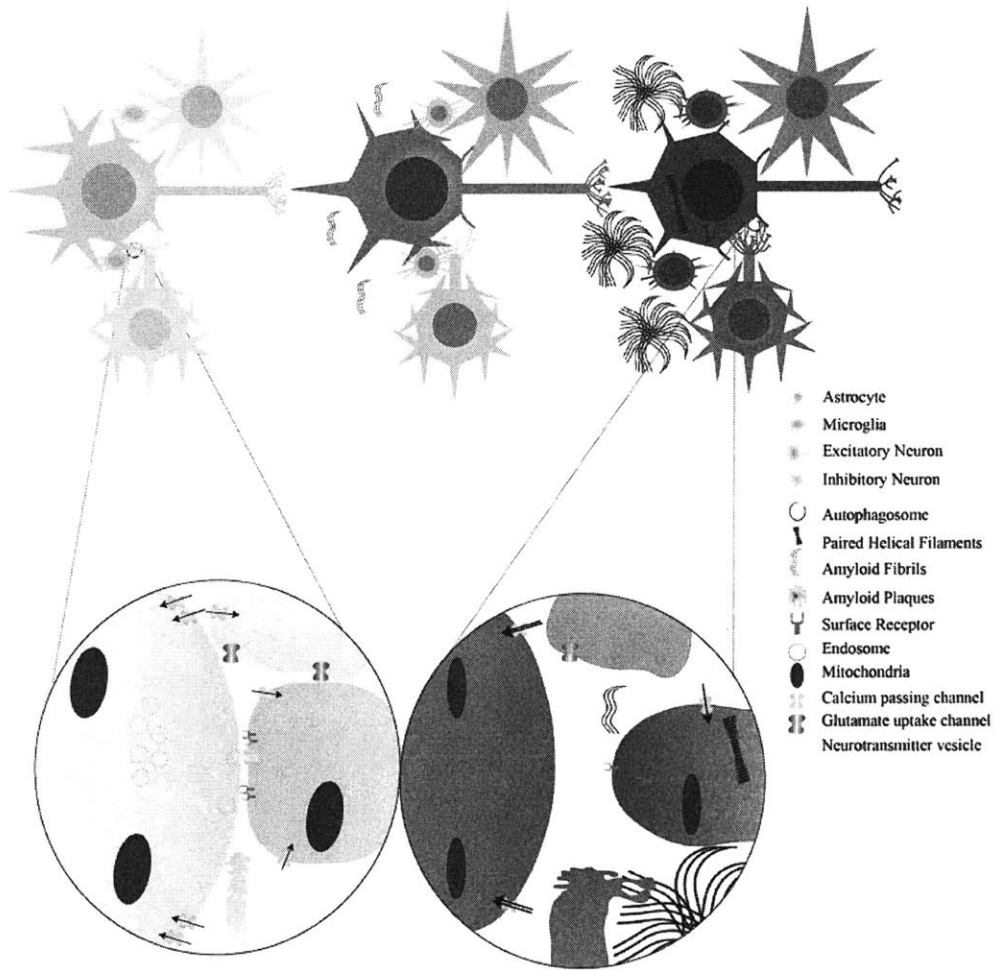 Astrocyte
Microglia
Excitatory Neuron
Inhibitory Neuron
Autophagosome
Paired Helical Filaments
Amyloid Fibrils
Amyloid Plaques
Surface Receptor
Endosome
Mitochondria
Calcium passing channel
Glutamate uptake channel
Neurotransmitter vesicle